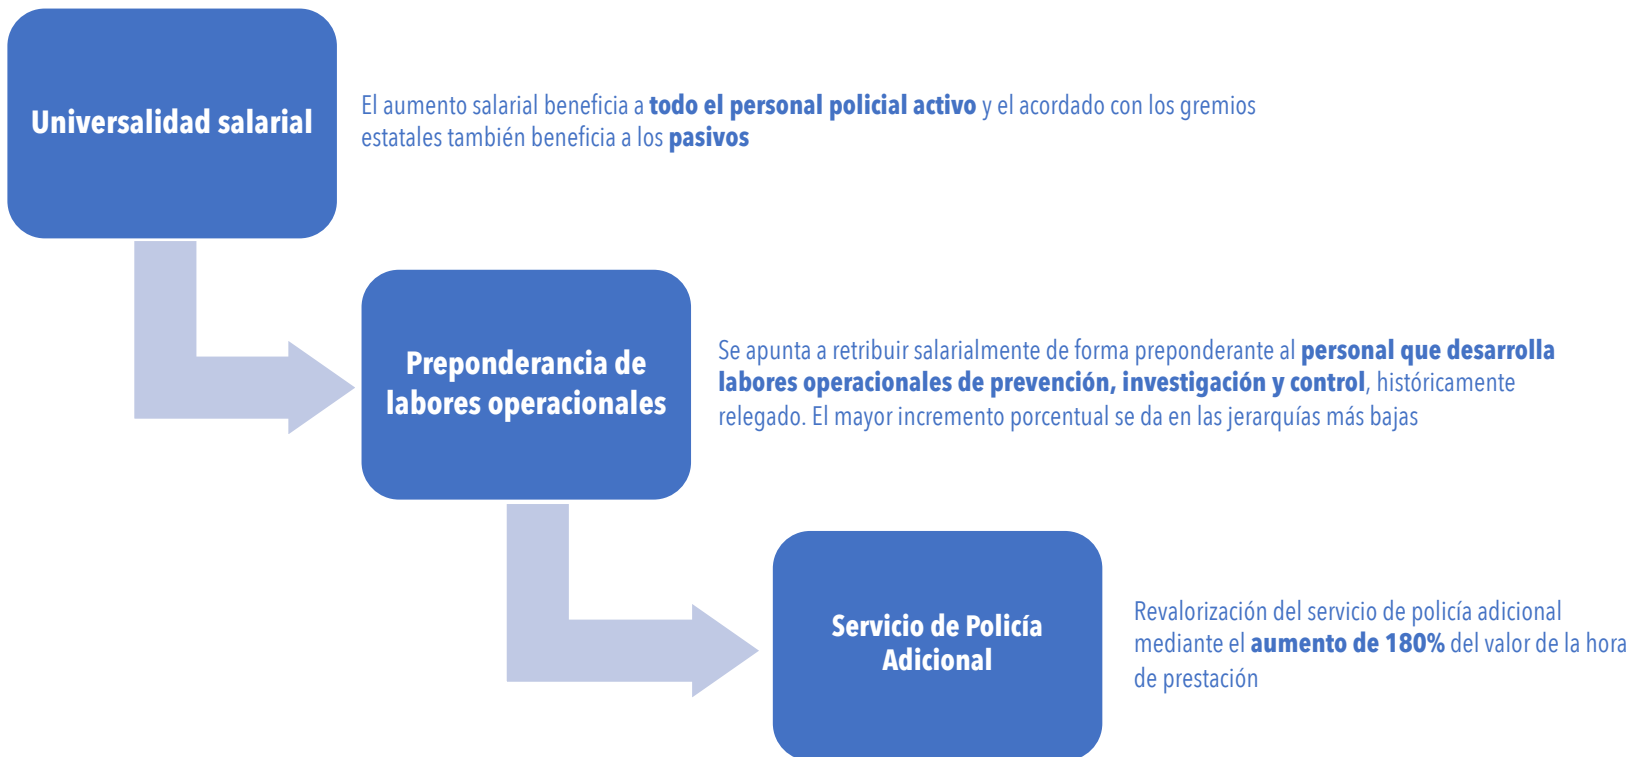 Universalidad salarial
El aumento salarial beneficia a todo el personal policial activo y el acordado con los gremios
estatales también beneficia a los pasivos
Preponderancia de
labores operacionales
Se apunta a retribuir salarialmente de forma preponderante al personal que desarrolla
labores operacionales de prevención, investigación y control, históricamente
relegado. El mayor incremento porcentual se da en las jerarquías más bajas
Servicio de Policía
Adicional
Revalorización del servicio de policía adicional
mediante el aumento de 180% del valor de la hora
de prestación